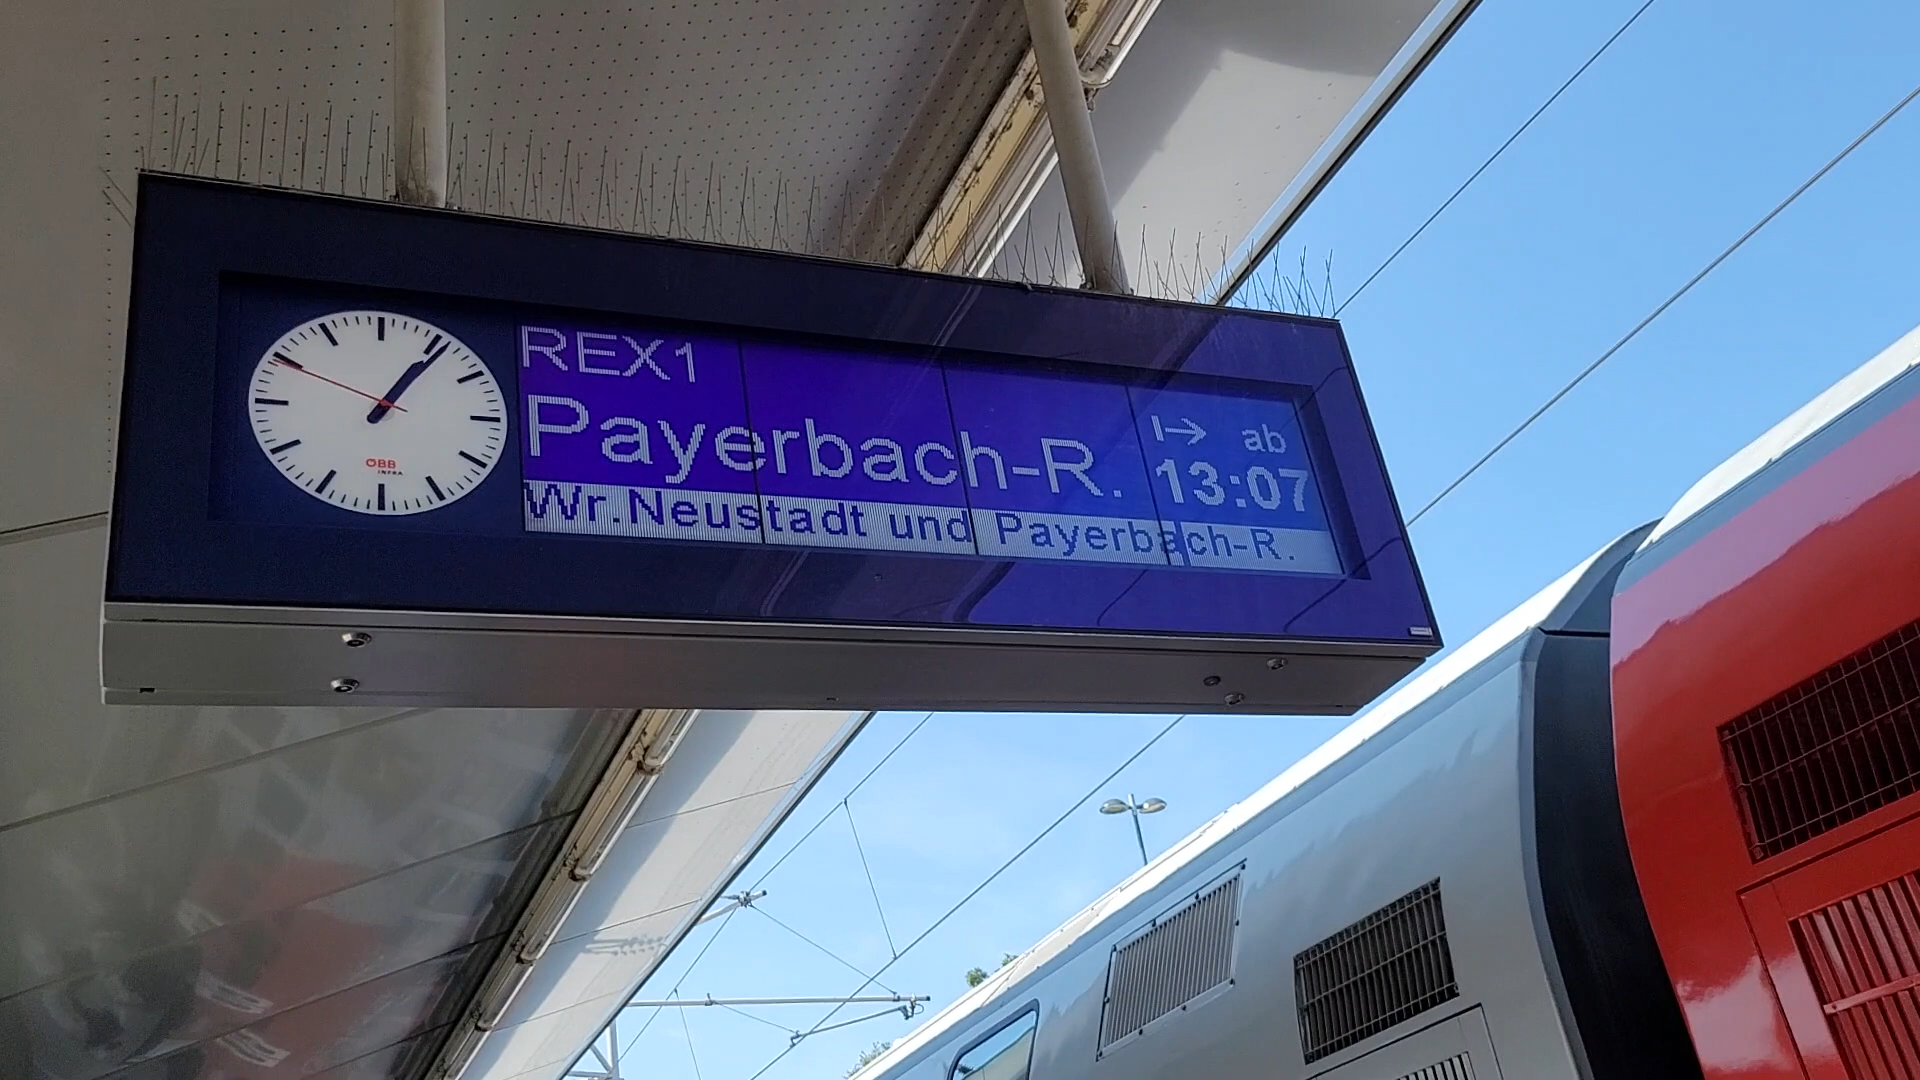 ÖBB
INFRA
REX1
Payerbach-R.
ab
13:07
Wr.Neustadt und Payerbach-R.